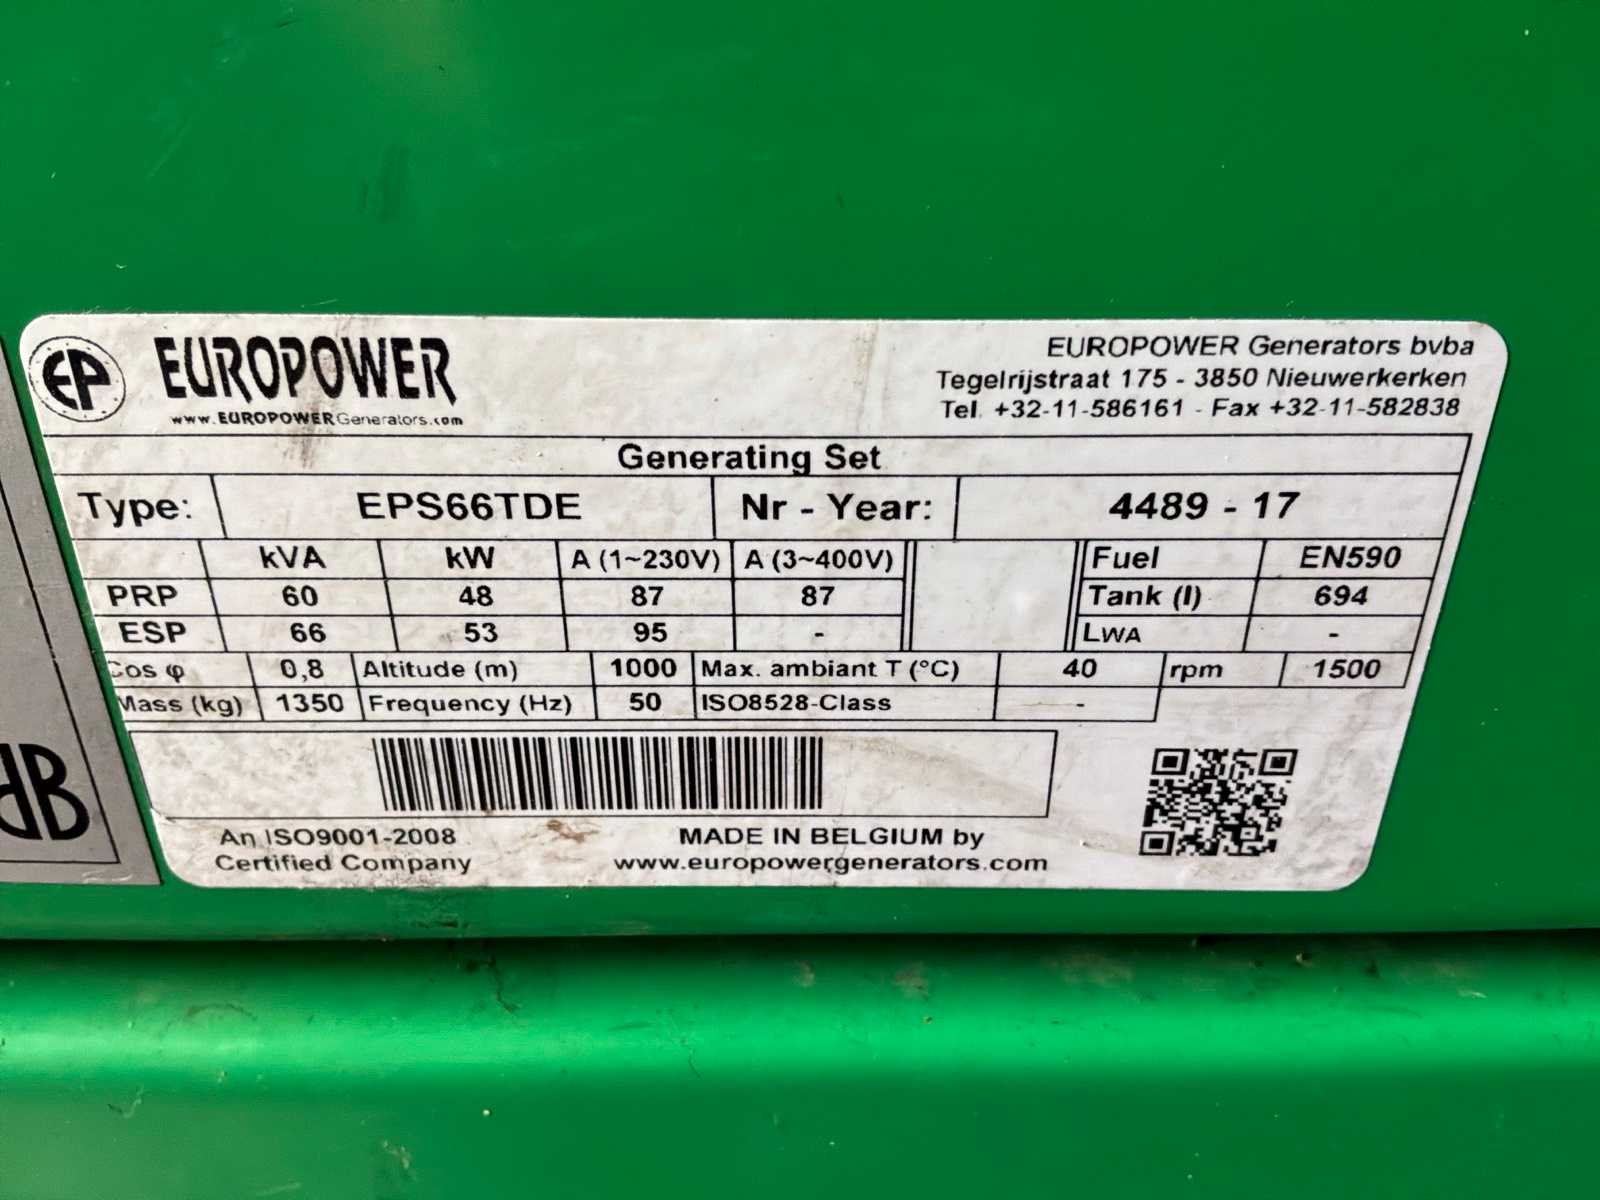 EP EUROPOWER
www.EUROPOWERGenerators.com
EUROPOWER Generators bvba
Tegelrijstraat 175 - 3850 Nieuwerkerken
Tel. +32-11-586161 - Fax +32-11-582838
Generating Set
Type: EPS66TDE Nr - Year: 4489 - 17
kVA kW A (1~230V) A (3~400V) Fuel EN590
PRP 60 48 87 87 Tank (l) 694
ESP 66 53 95 - LWA -
Cos φ 0,8 Altitude (m) 1000 Max. ambiant T (°C) 40 rpm 1500
Mass (kg) 1350 Frequency (Hz) 50 ISO8528-Class -
dB
An ISO9001-2008
Certified Company
MADE IN BELGIUM by
www.europowergenerators.com